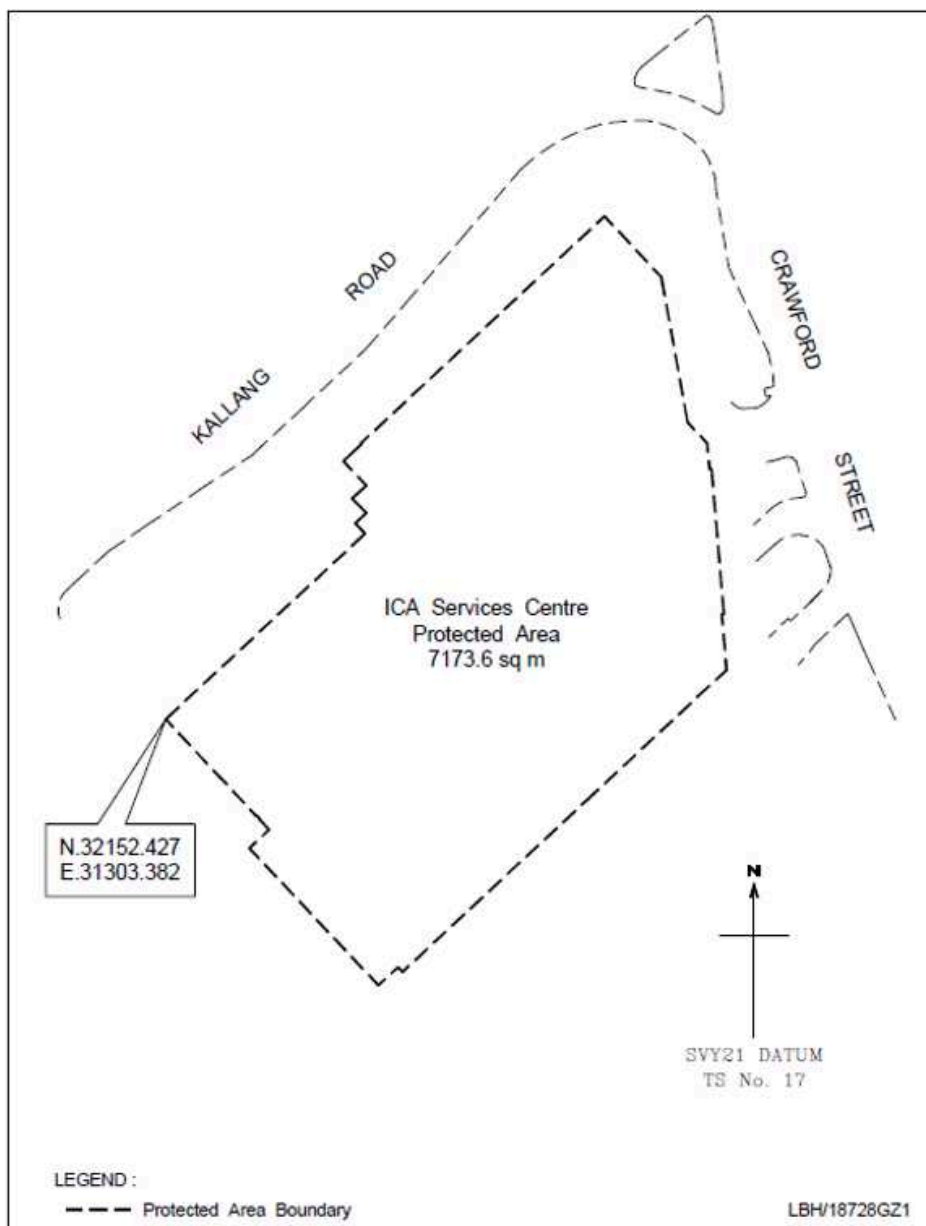 KALLANG ROAD
CRAWFORD STREET
ICA Services Centre
Protected Area
7173.6 sq m
N.32152.427
E.31303.382
N
SVY21 DATUM
TS No. 17
LEGEND :
Protected Area Boundary
LBH/18728GZ1